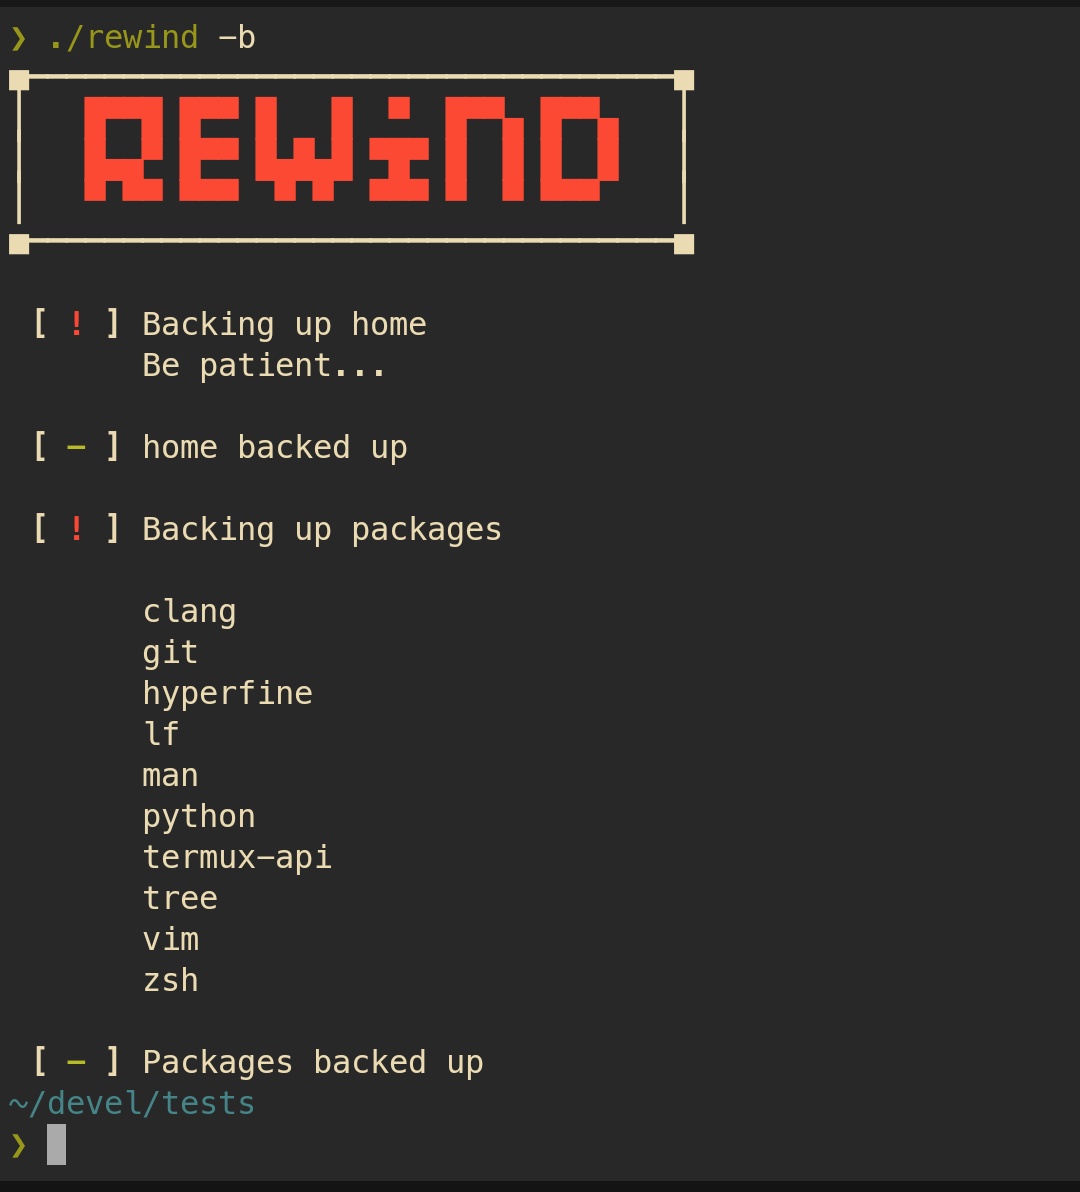 ❯ ./rewind -b
REWiND
[ ! ] Backing up home
Be patient...
[ - ] home backed up
[ ! ] Backing up packages
clang
git
hyperfine
lf
man
python
termux-api
tree
vim
zsh
[ - ] Packages backed up
~/devel/tests
❯